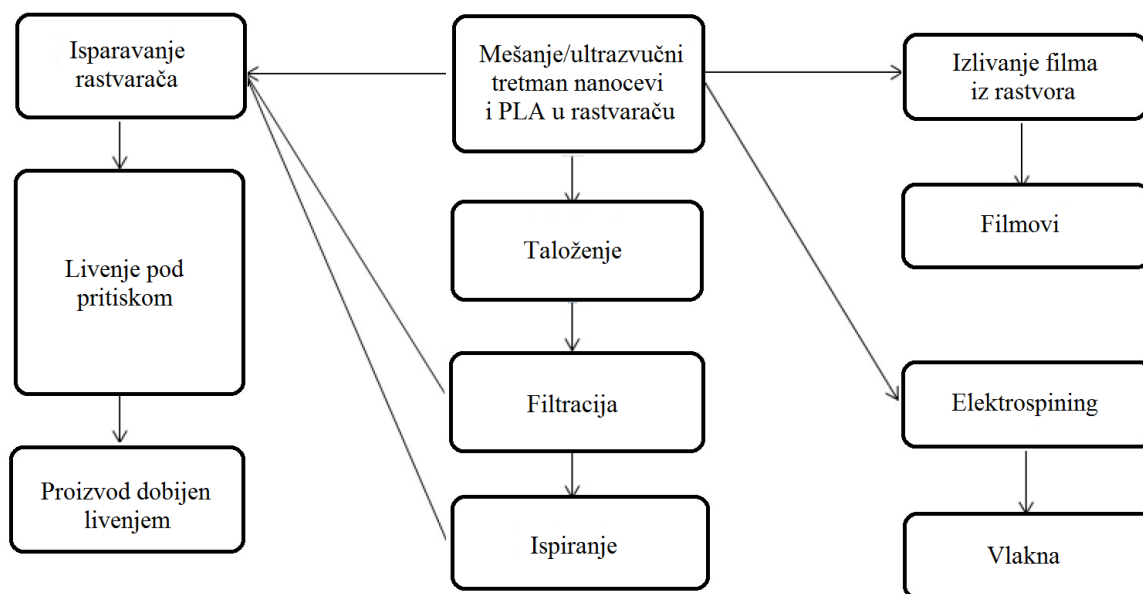 Isparavanje
rastvarača
Mešanje/ultrazvučni
tretman nanocevi
i PLA u rastvaraču
Izlivanje filma
iz rastvora
Taloženje
Filmovi
Livenje pod
pritiskom
Filtracija
Elektrospining
Proizvod dobijen
livenjem
Ispiranje
Vlakna